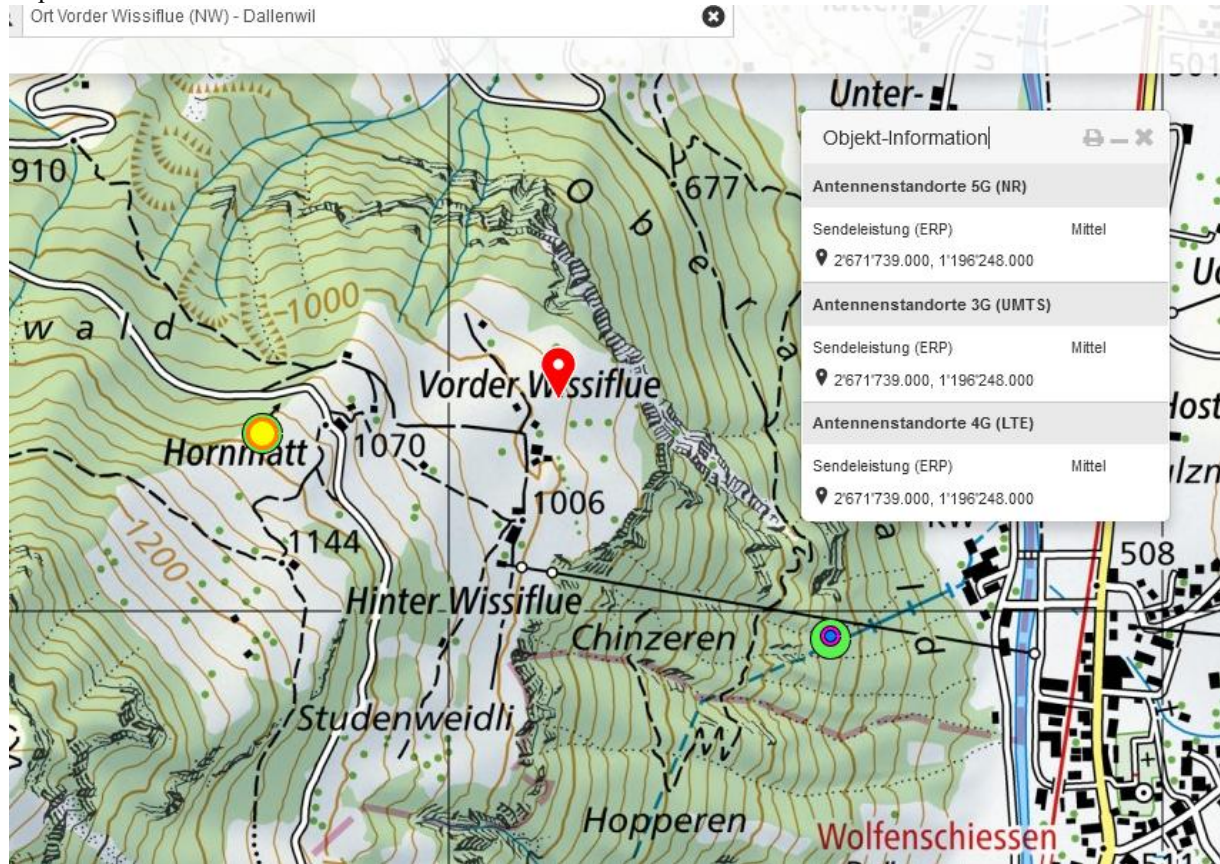 Ort Vorder Wissiflue (NW) - Dallenwil
501
Unter-
Objekt-Information
Antennenstandorte 5G (NR)
Sendeleistung (ERP) Mittel
2'671'739.000, 1'196'248.000
Antennenstandorte 3G (UMTS)
Sendeleistung (ERP) Mittel
2'671'739.000, 1'196'248.000
Antennenstandorte 4G (LTE)
Sendeleistung (ERP) Mittel
2'671'739.000, 1'196'248.000
910
677
O b e r a l d
1000
w a l d
Vorder Wissiflue
Hornmatt
1070
1006
1144
1200
508
Hinter Wissiflue
Chinzeren
Studenweidli
Hopperen
Wolfenschiessen